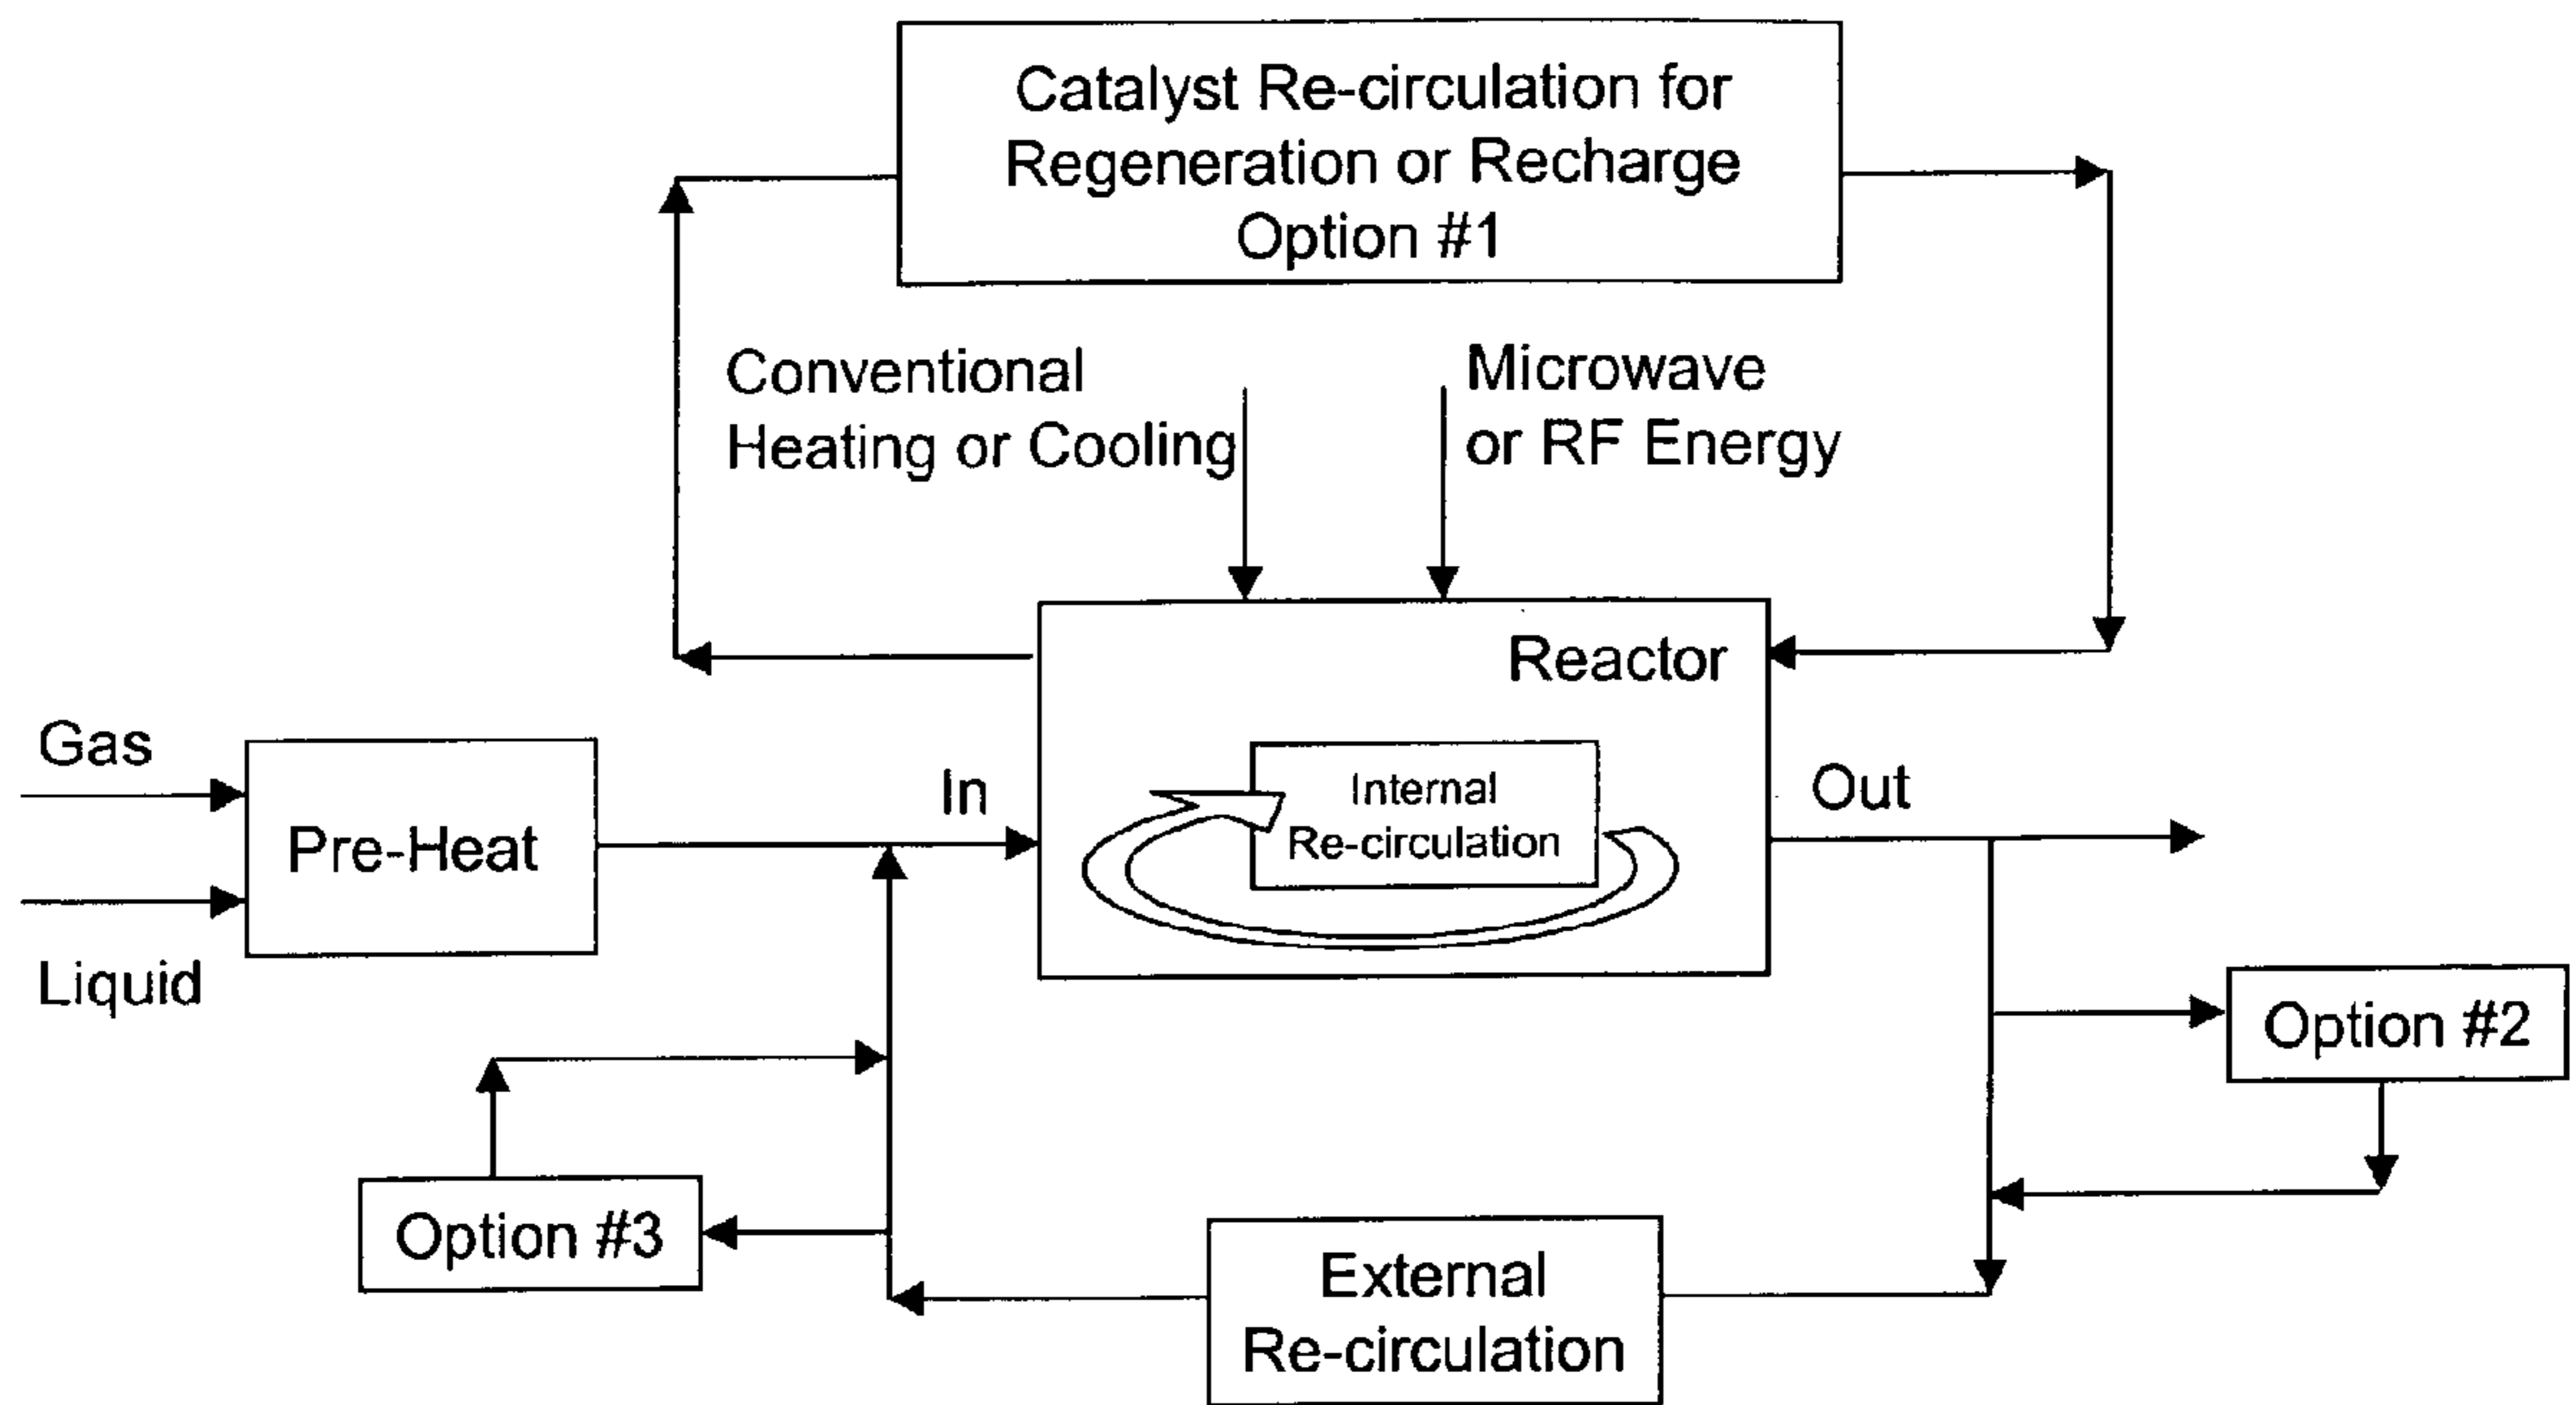 Catalyst Re-circulation for
Regeneration or Recharge
Option #1
Conventional
Heating or Cooling
Microwave
or RF Energy
Reactor
Gas
Liquid
Pre-Heat
In
Internal
Re-circulation
Out
Option #2
Option #3
External
Re-circulation